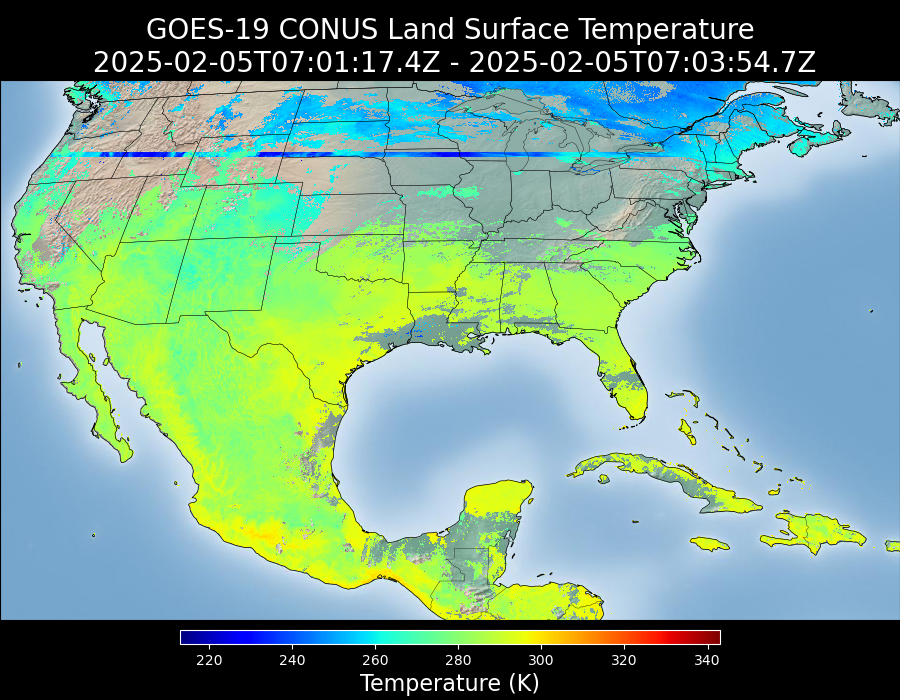 GOES-19 CONUS Land Surface Temperature
2025-02-05T07:01:17.4Z - 2025-02-05T07:03:54.7Z
220 240 260 280 300 320 340
Temperature (K)